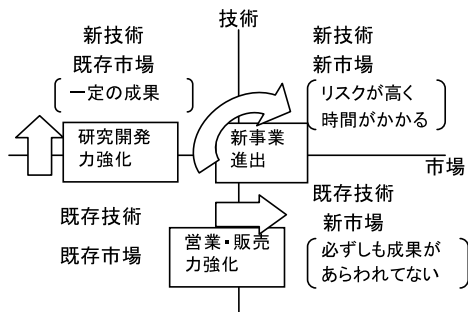 技術
新技術
既存市場
一定の成果
新技術
新市場
リスクが高く
時間がかかる
研究開発
力強化
新事業
進出
市場
既存技術
既存市場
既存技術
新市場
必ずしも成果が
あらわれてない
営業・販売
力強化